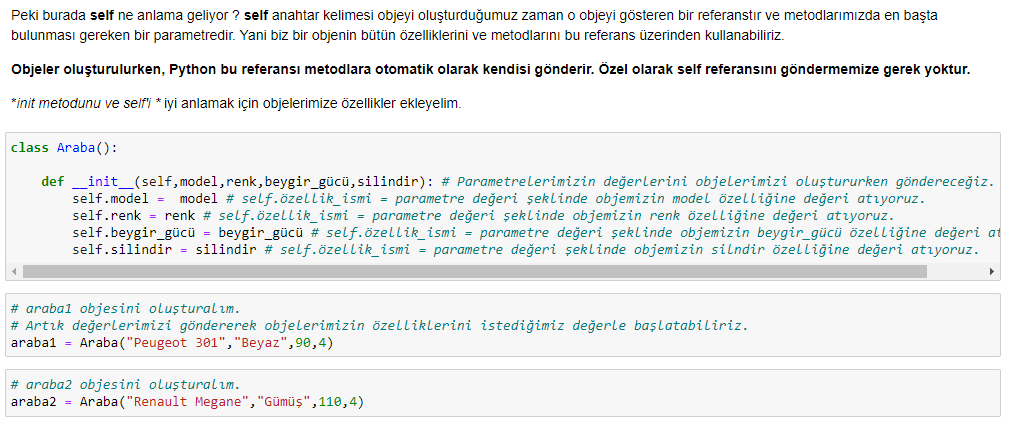 Peki burada self ne anlama geliyor ? self anahtar kelimesi objeyi oluşturduğumuz zaman o objeyi gösteren bir referanstır ve metodlarımızda en başta
bulunması gereken bir parametredir. Yani biz bir objenin bütün özelliklerini ve metodlarını bu referans üzerinden kullanabiliriz.
Objeler oluşturulurken, Python bu referansı metodlara otomatik olarak kendisi gönderir. Özel olarak self referansını göndermemize gerek yoktur.
*init metodunu ve self'i * iyi anlamak için objelerimize özellikler ekleyelim.
class Araba():
def __init__(self,model,renk,beygir_gücü,silindir): # Parametrelerimizin değerlerini objelerimizi oluştururken göndereceğiz.
self.model =  model # self.özellik_ismi = parametre değeri şeklinde objemizin model özelliğine değeri atıyoruz.
self.renk = renk # self.özellik_ismi = parametre değeri şeklinde objemizin renk özelliğine değeri atıyoruz.
self.beygir_gücü = beygir_gücü # self.özellik_ismi = parametre değeri şeklinde objemizin beygir_gücü özelliğine değeri
self.silindir = silindir # self.özellik_ismi = parametre değeri şeklinde objemizin silndir özelliğine değeri atıyoruz.
# araba1 objesini oluşturalım.
# Artık değerlerimizi göndererek objelerimizin özelliklerini istediğimiz değerle başlatabiliriz.
araba1 = Araba("Peugeot 301","Beyaz",90,4)
# araba2 objesini oluşturalım.
araba2 = Araba("Renault Megane","Gümüş",110,4)